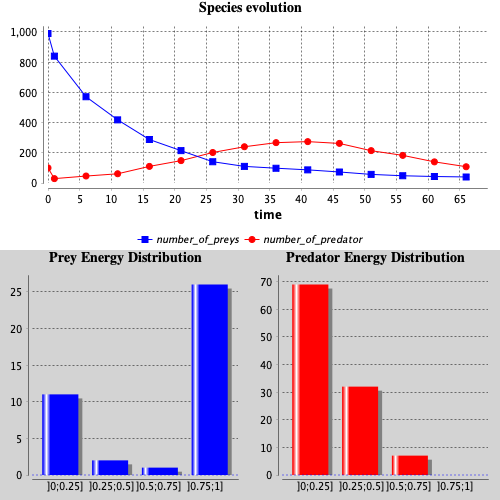 Species evolution
1,000
800
600
400
200
0
0 5 10 15 20 25 30 35 40 45 50 55 60 65
time
number_of_preys number_of_predator
Prey Energy Distribution
25
20
15
10
5
0
]0;0.25] ]0.25;0.5] ]0.5;0.75] ]0.75;1]
Predator Energy Distribution
70
60
50
40
30
20
10
0
]0;0.25] ]0.25;0.5] ]0.5;0.75] ]0.75;1]